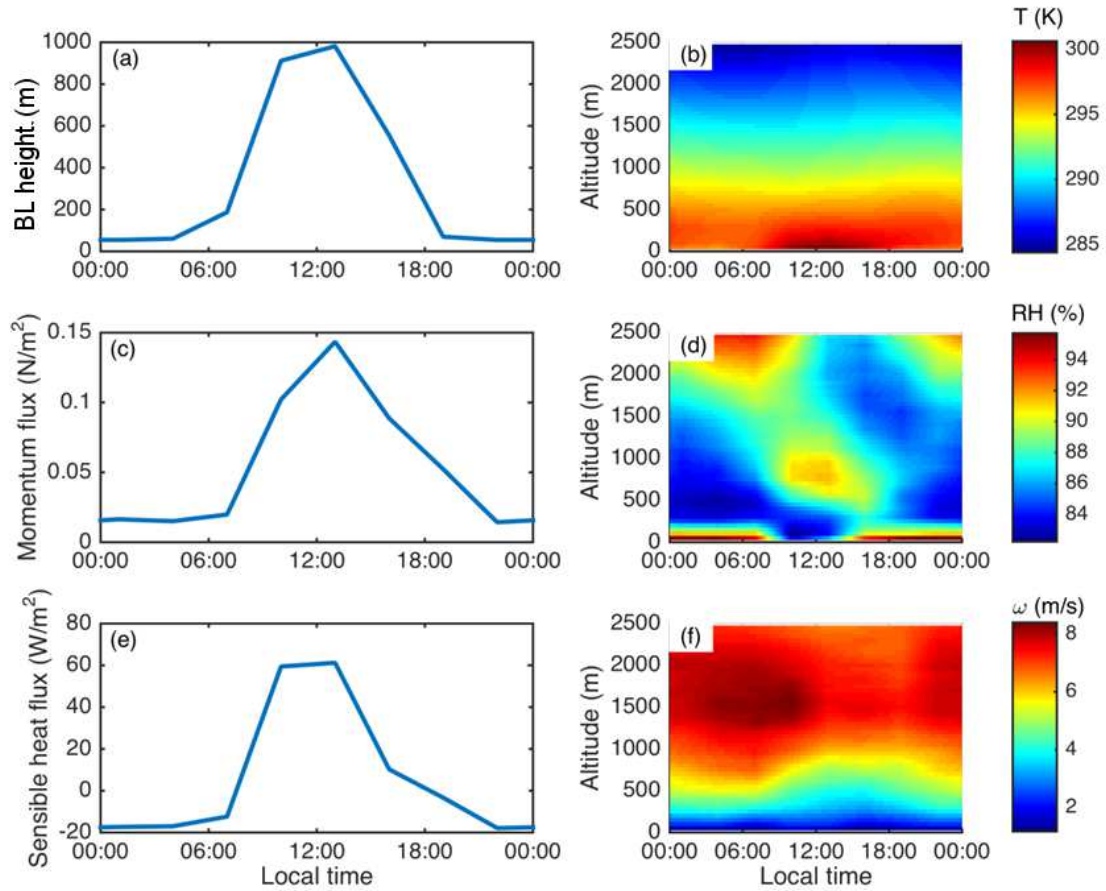 (a)
BL height (m)
1000
800
600
400
200
0
00:00 06:00 12:00 18:00 00:00
(b)
Altitude (m)
2500
2000
1500
1000
500
0
00:00 06:00 12:00 18:00 00:00
T (K)
300
295
290
285
(c)
Momentum flux (N/m²)
0.15
0.1
0.05
0
00:00 06:00 12:00 18:00 00:00
(d)
Altitude (m)
2500
2000
1500
1000
500
0
00:00 06:00 12:00 18:00 00:00
RH (%)
94
92
90
88
86
84
(e)
Sensible heat flux (W/m²)
80
60
40
20
0
-20
00:00 06:00 12:00 18:00 00:00
Local time
(f)
Altitude (m)
2500
2000
1500
1000
500
0
00:00 06:00 12:00 18:00 00:00
Local time
ω (m/s)
8
6
4
2